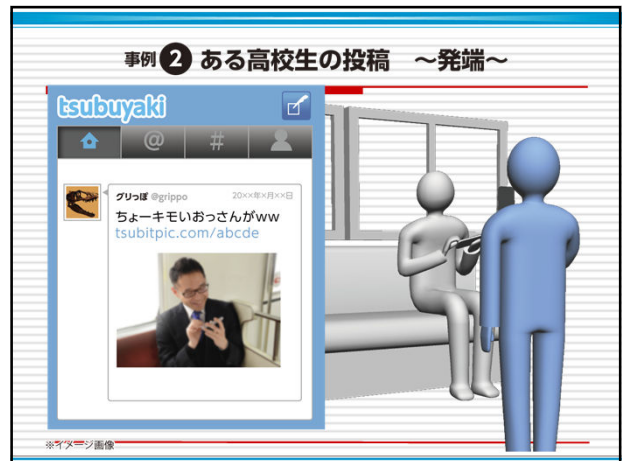 事例❷ ある高校生の投稿 ~発端~
tsubuyaki
@ #
グリっぽ @grippo 20××年×月××日
ちょーキモいおっさんがww
tsubitpic.com/abcde
※イメージ画像